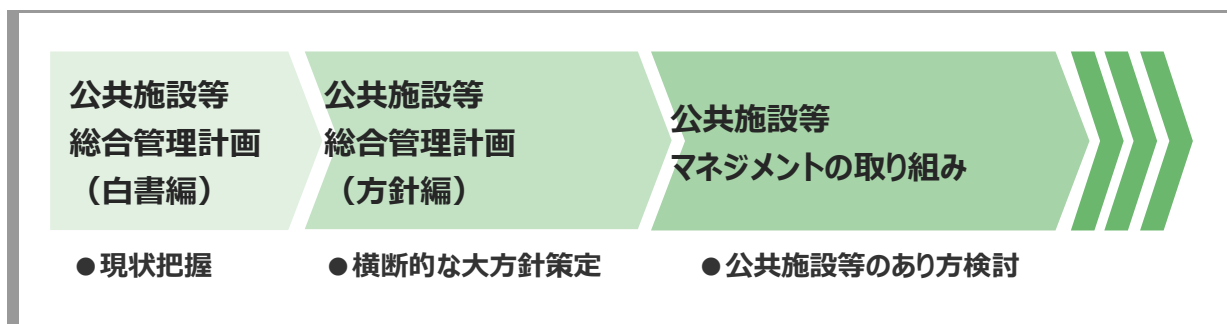 公共施設等
総合管理計画
（白書編）
公共施設等
総合管理計画
（方針編）
公共施設等
マネジメントの取り組み
●現状把握
●横断的な大方針策定
●公共施設等のあり方検討